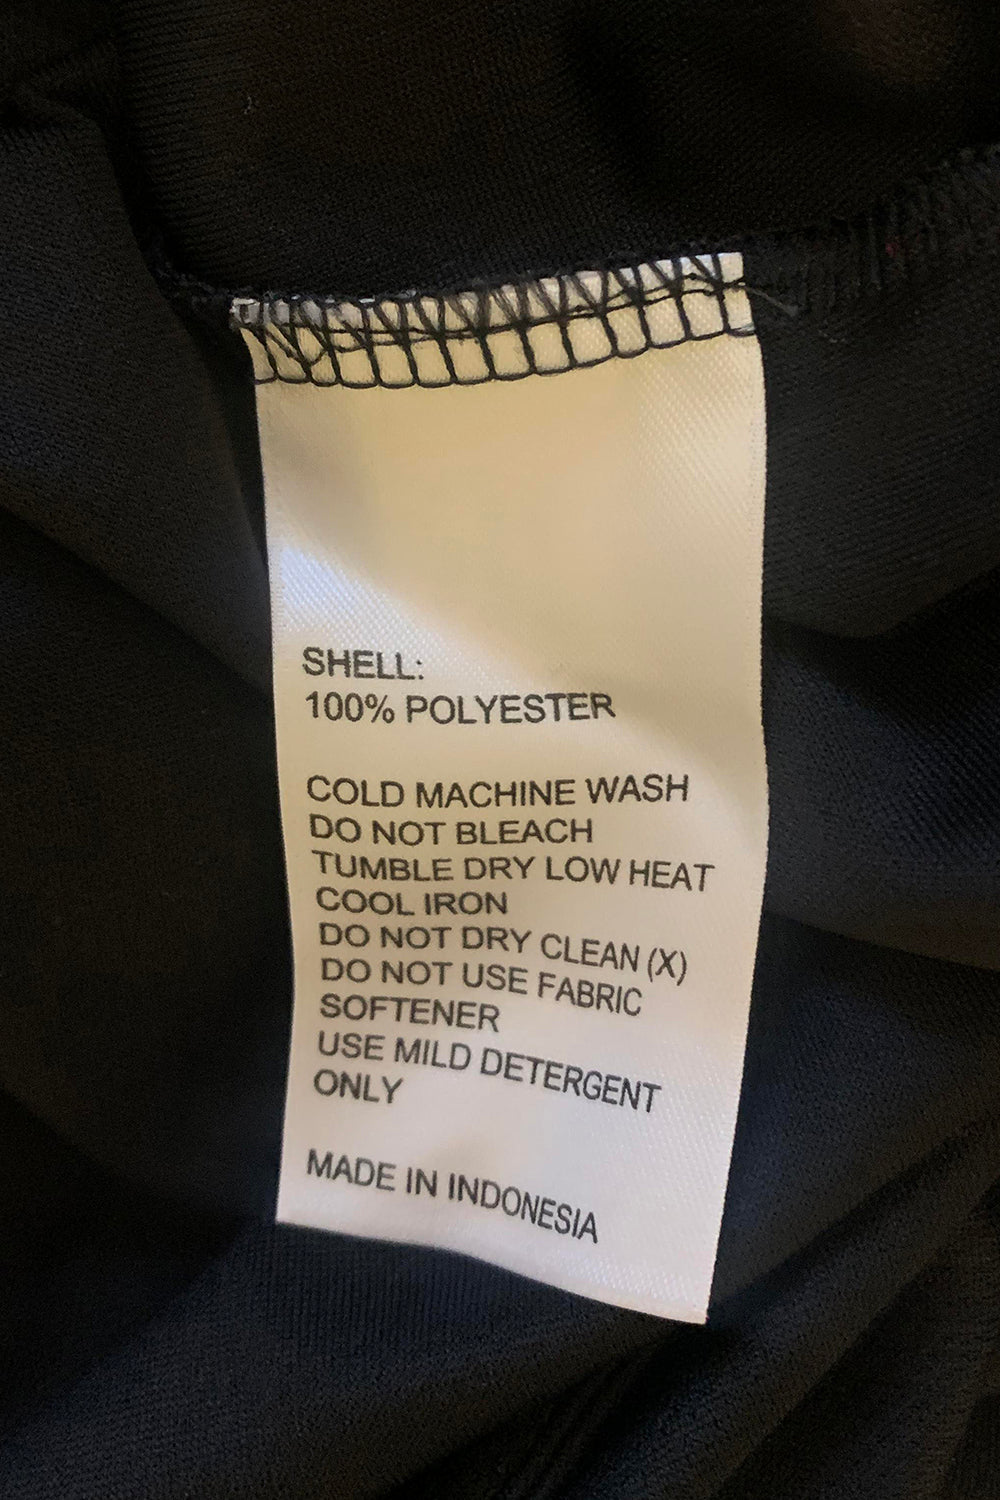 SHELL:
100% POLYESTER
COLD MACHINE WASH
DO NOT BLEACH
TUMBLE DRY LOW HEAT
COOL IRON
DO NOT DRY CLEAN (X)
DO NOT USE FABRIC
SOFTENER
USE MILD DETERGENT
ONLY
MADE IN INDONESIA